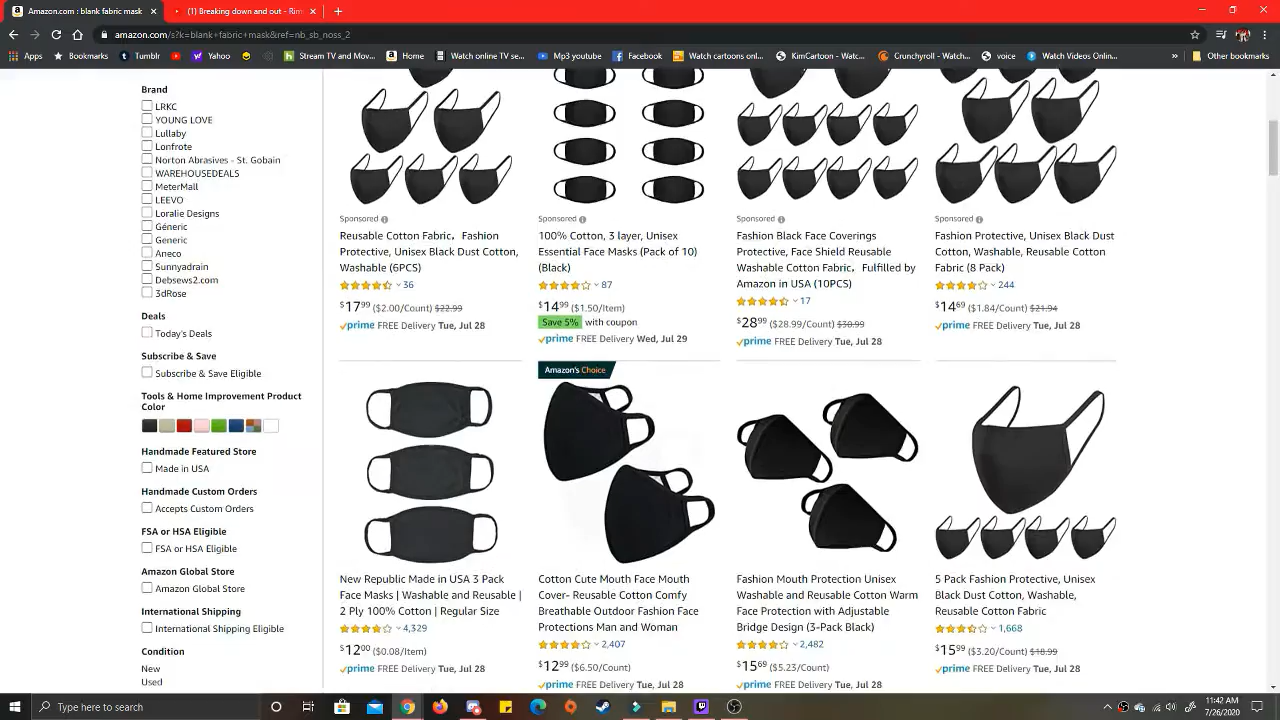 Amazon.com : blank fabric mask
(1) Breaking down and out - Rim
amazon.com/s?k=blank+fabric+mask&ref=nb_sb_noss_2
Apps
Bookmarks
Tumblr
Yahoo
Stream TV and Mov...
Home
Watch online TV se...
Mp3 youtube
Facebook
Watch cartoons onli...
KimCartoon - Watc...
Crunchyroll - Watch...
voice
Watch Videos Onlin...
»
Other bookmarks
Brand
LRKC
YOUNG LOVE
Lullaby
Lonfrote
Norton Abrasives - St. Gobain
WAREHOUSEDEALS
MeterMall
LEEVO
Loralie Designs
Géneric
Generic
Aneco
Sunnyadrain
Debsews2.com
3dRose
Deals
Today's Deals
Subscribe & Save
Subscribe & Save Eligible
Tools & Home Improvement Product
Color
Handmade Featured Store
Made in USA
Handmade Custom Orders
Accepts Custom Orders
FSA or HSA Eligible
FSA or HSA Eligible
Amazon Global Store
Amazon Global Store
International Shipping
International Shipping Eligible
Condition
New
Used
Sponsored
Reusable Cotton Fabric，Fashion
Protective, Unisex Black Dust Cotton,
Washable (6PCS)
36
$17.99 ($2.00/Count) $22.99
prime FREE Delivery Tue, Jul 28
Sponsored
100% Cotton, 3 layer, Unisex
Essential Face Masks (Pack of 10)
(Black)
87
$14.99 ($1.50/Item)
Save 5% with coupon
prime FREE Delivery Wed, Jul 29
Sponsored
Fashion Black Face Coverings
Protective, Face Shield Reusable
Washable Cotton Fabric，Fulfilled by
Amazon in USA (10PCS)
17
$28.99 ($28.99/Count) $30.99
prime FREE Delivery Tue, Jul 28
Sponsored
Fashion Protective, Unisex Black Dust
Cotton, Washable, Reusable Cotton
Fabric (8 Pack)
244
$14.69 ($1.84/Count) $21.94
prime FREE Delivery Tue, Jul 28
New Republic Made in USA 3 Pack
Face Masks | Washable and Reusable |
2 Ply 100% Cotton | Regular Size
4,329
$12.00 ($0.08/Item)
prime FREE Delivery Tue, Jul 28
Amazon's Choice
Cotton Cute Mouth Face Mouth
Cover- Reusable Cotton Comfy
Breathable Outdoor Fashion Face
Protections Man and Woman
2,407
$12.99 ($6.50/Count)
prime FREE Delivery Tue, Jul 28
Fashion Mouth Protection Unisex
Washable and Reusable Cotton Warm
Face Protection with Adjustable
Bridge Design (3-Pack Black)
2,482
$15.69 ($5.23/Count)
prime FREE Delivery Tue, Jul 28
5 Pack Fashion Protective, Unisex
Black Dust Cotton, Washable,
Reusable Cotton Fabric
1,668
$15.99 ($3.20/Count) $18.99
prime FREE Delivery Tue, Jul 28
Type here to search
11:42 AM
7/26/2020